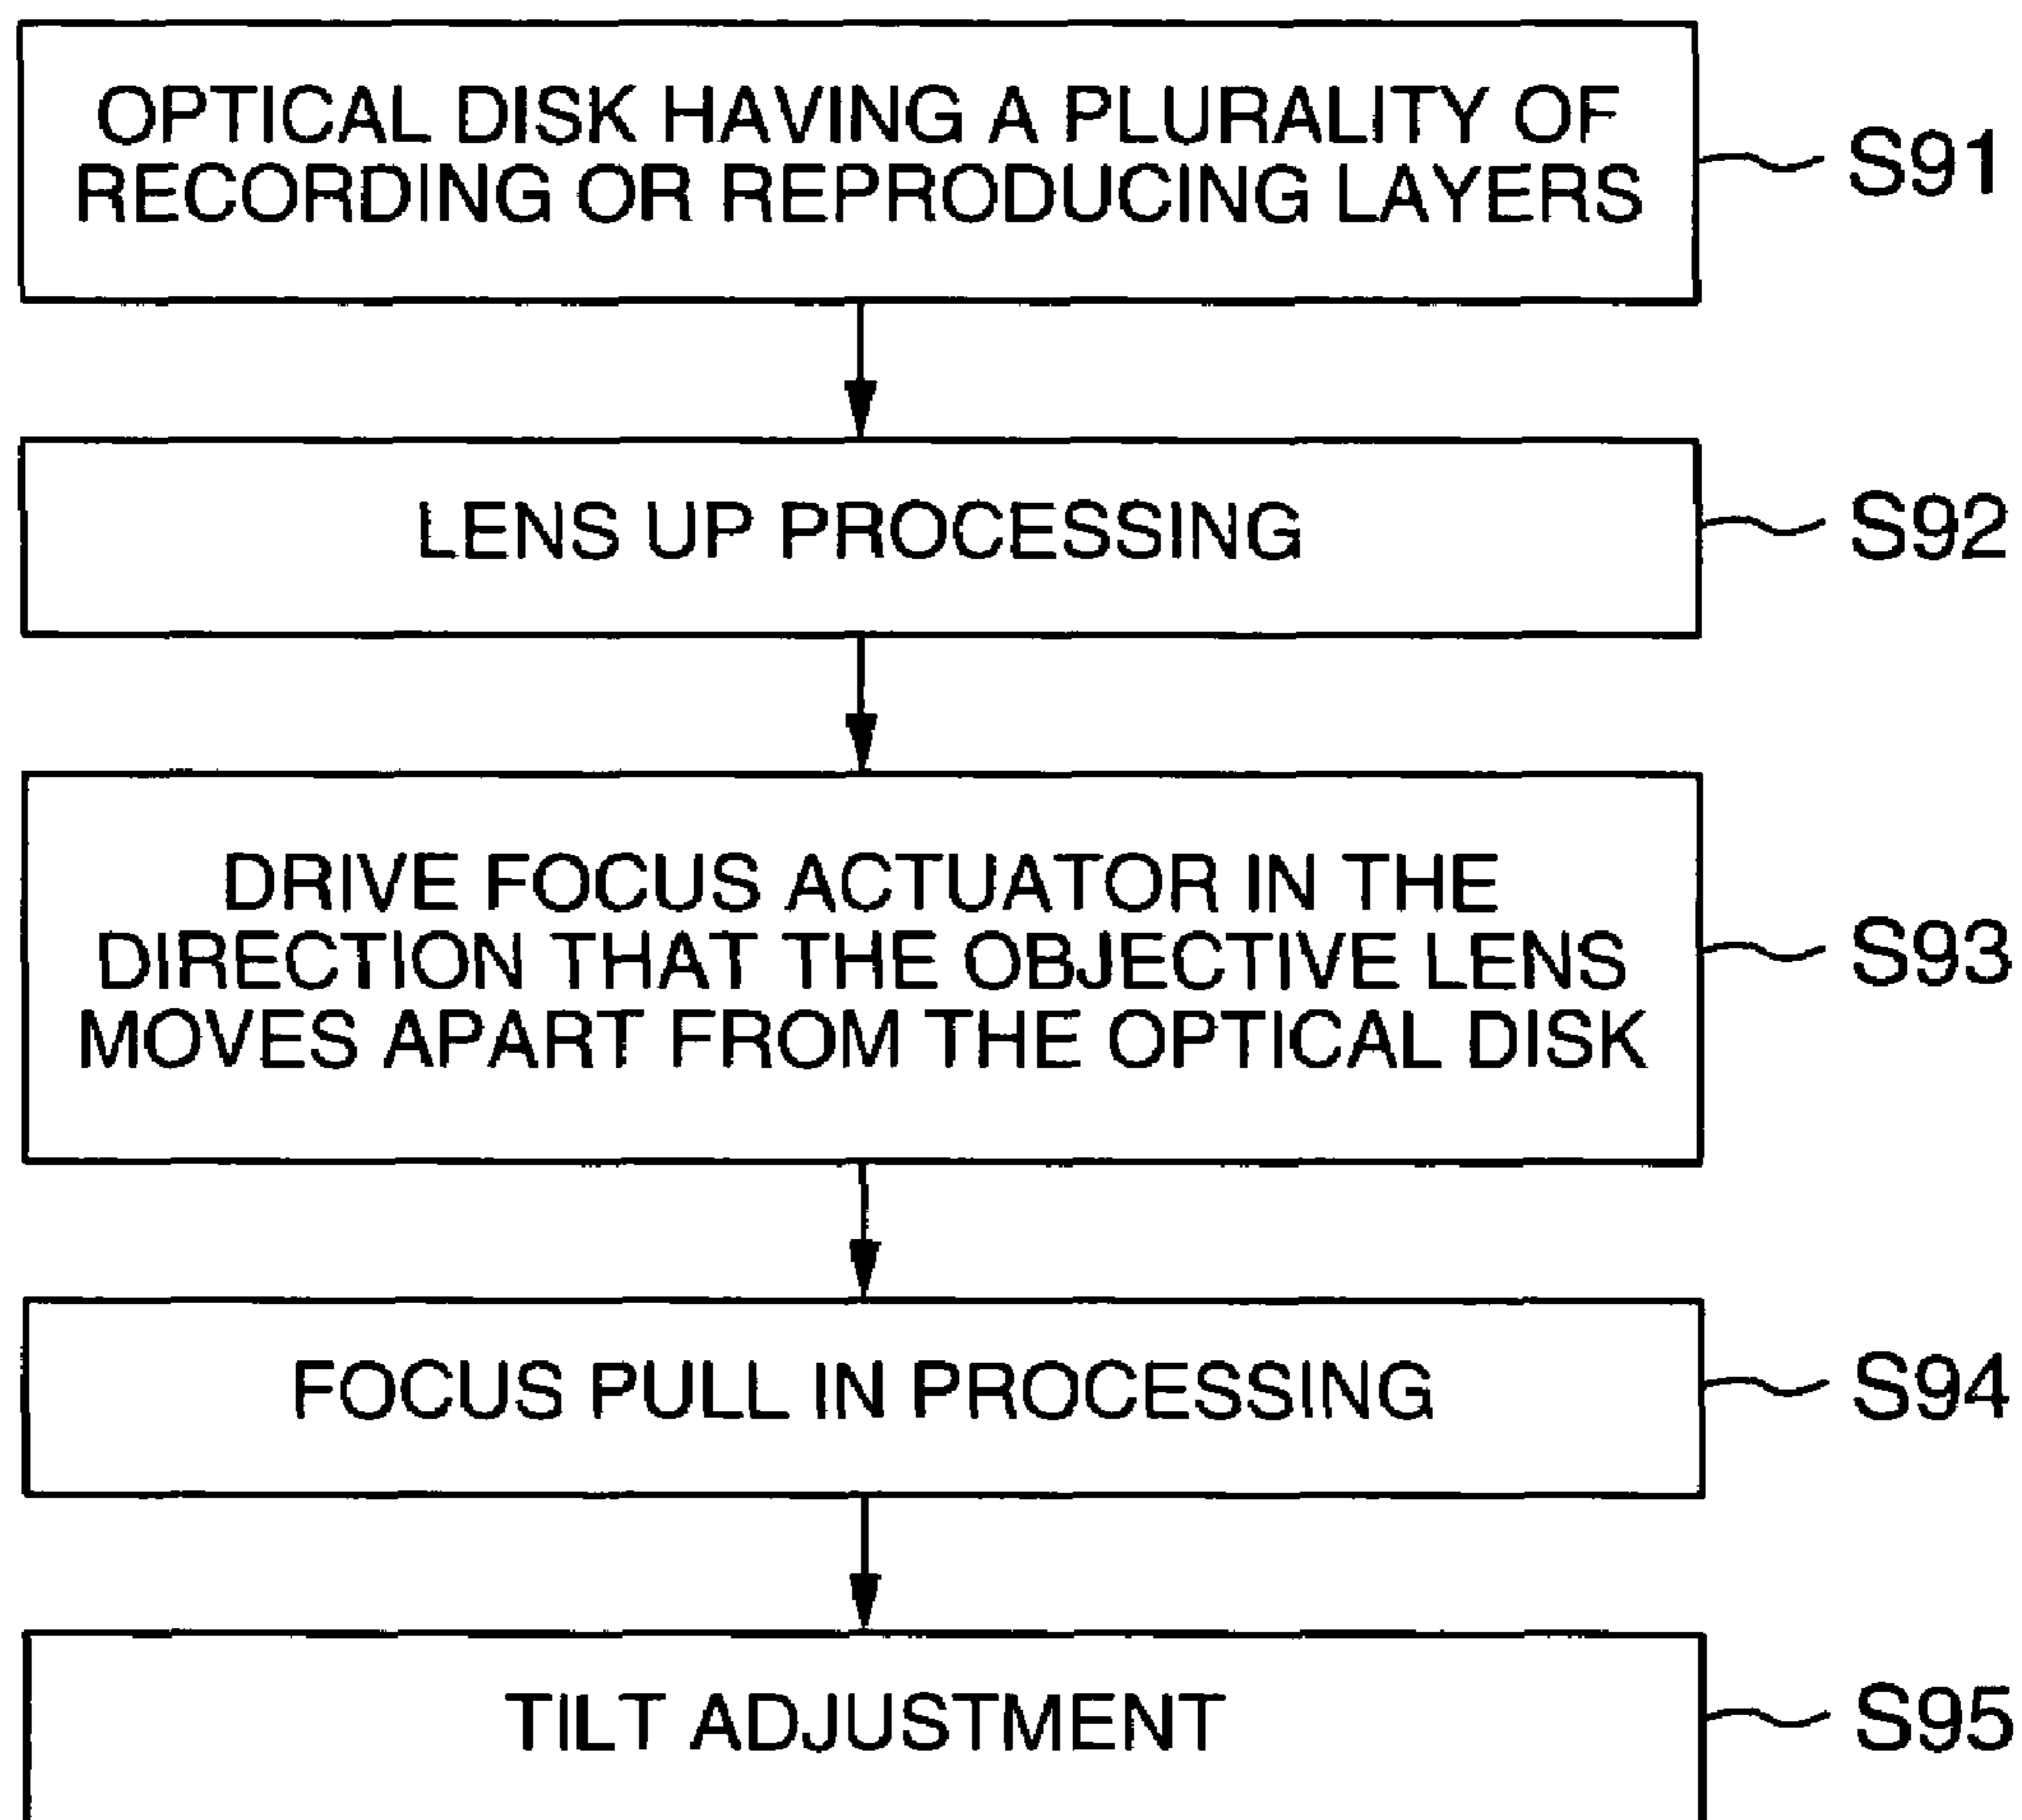 OPTICAL DISK HAVING A PLURALITY OF
RECORDING OR REPRODUCING LAYERS
S91
LENS UP PROCESSING
S92
DRIVE FOCUS ACTUATOR IN THE
DIRECTION THAT THE OBJECTIVE LENS
MOVES APART FROM THE OPTICAL DISK
S93
FOCUS PULL IN PROCESSING
S94
TILT ADJUSTMENT
S95